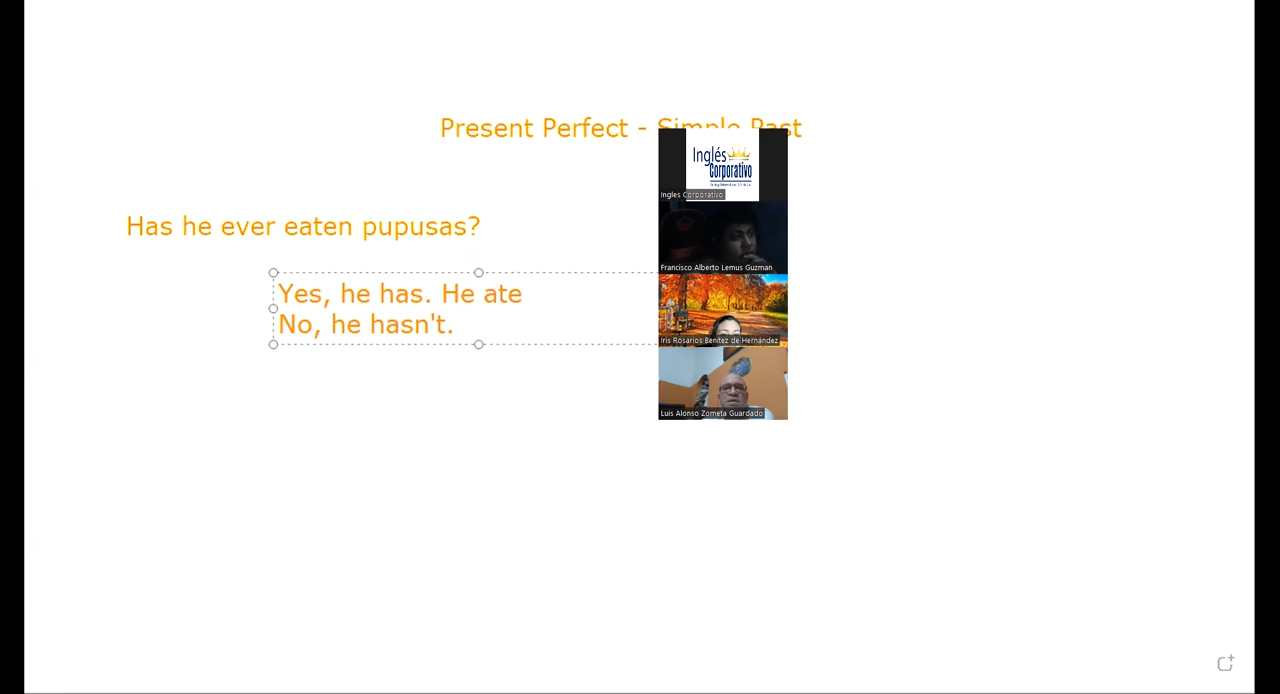 Present Perfect - Simple Past
Inglés
Corporativo
Ingles Corporativo
Has he ever eaten pupusas?
Francisco Alberto Lemus Guzman
Yes, he has. He ate
No, he hasn't.
Iris Rosarios Benitez de Hernández
Luis Alonso Zometa Guardado